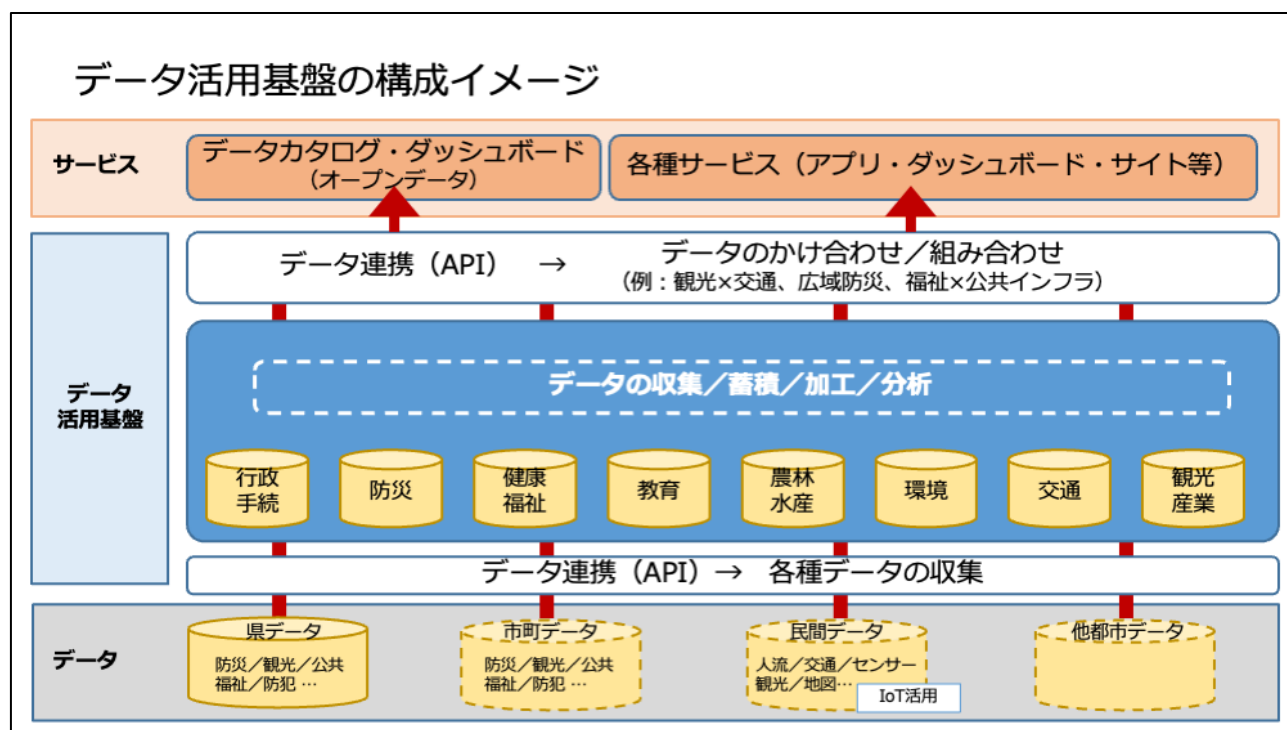 データ活用基盤の構成イメージ
サービス
データカタログ・ダッシュボード
（オープンデータ）
各種サービス（アプリ・ダッシュボード・サイト等）
データ
活用基盤
データ連携（API）　→　データのかけ合わせ／組み合わせ
（例：観光×交通、広域防災、福祉×公共インフラ）
データの収集／蓄積／加工／分析
行政
手続
防災
健康
福祉
教育
農林
水産
環境
交通
観光
産業
データ連携（API）→　各種データの収集
データ
県データ
防災／観光／公共
福祉／防犯 …
市町データ
防災／観光／公共
福祉／防犯 …
民間データ
人流／交通／センサー
観光／地図…
IoT活用
他都市データ